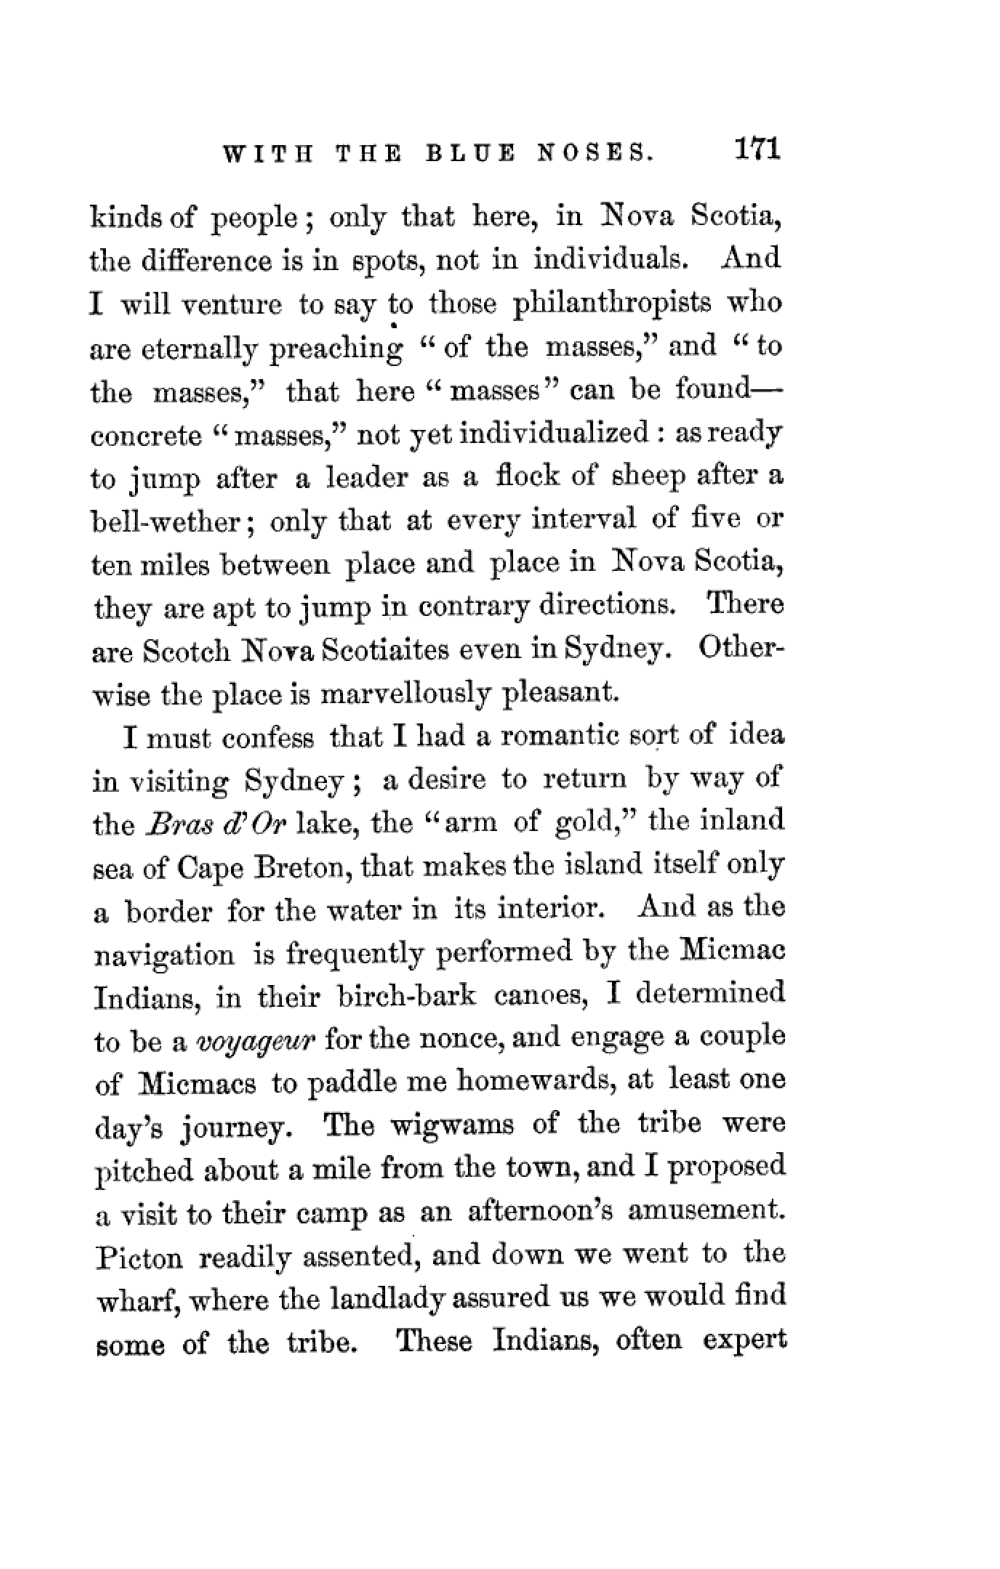 WITH THE BLUE NOSES. 171
kinds of people; only that here, in Nova Scotia,
the difference is in spots, not in individuals. And
I will venture to say to those philanthropists who
are eternally preaching “of the masses,” and “to
the masses,” that here “masses” can be found—
concrete “masses,” not yet individualized: as ready
to jump after a leader as a flock of sheep after a
bell-wether; only that at every interval of five or
ten miles between place and place in Nova Scotia,
they are apt to jump in contrary directions. There
are Scotch Nova Scotiaites even in Sydney. Other-
wise the place is marvellously pleasant.
I must confess that I had a romantic sort of idea
in visiting Sydney; a desire to return by way of
the Bras d’Or lake, the “arm of gold,” the inland
sea of Cape Breton, that makes the island itself only
a border for the water in its interior. And as the
navigation is frequently performed by the Micmac
Indians, in their birch-bark canoes, I determined
to be a voyageur for the nonce, and engage a couple
of Micmacs to paddle me homewards, at least one
day’s journey. The wigwams of the tribe were
pitched about a mile from the town, and I proposed
a visit to their camp as an afternoon’s amusement.
Picton readily assented, and down we went to the
wharf, where the landlady assured us we would find
some of the tribe. These Indians, often expert